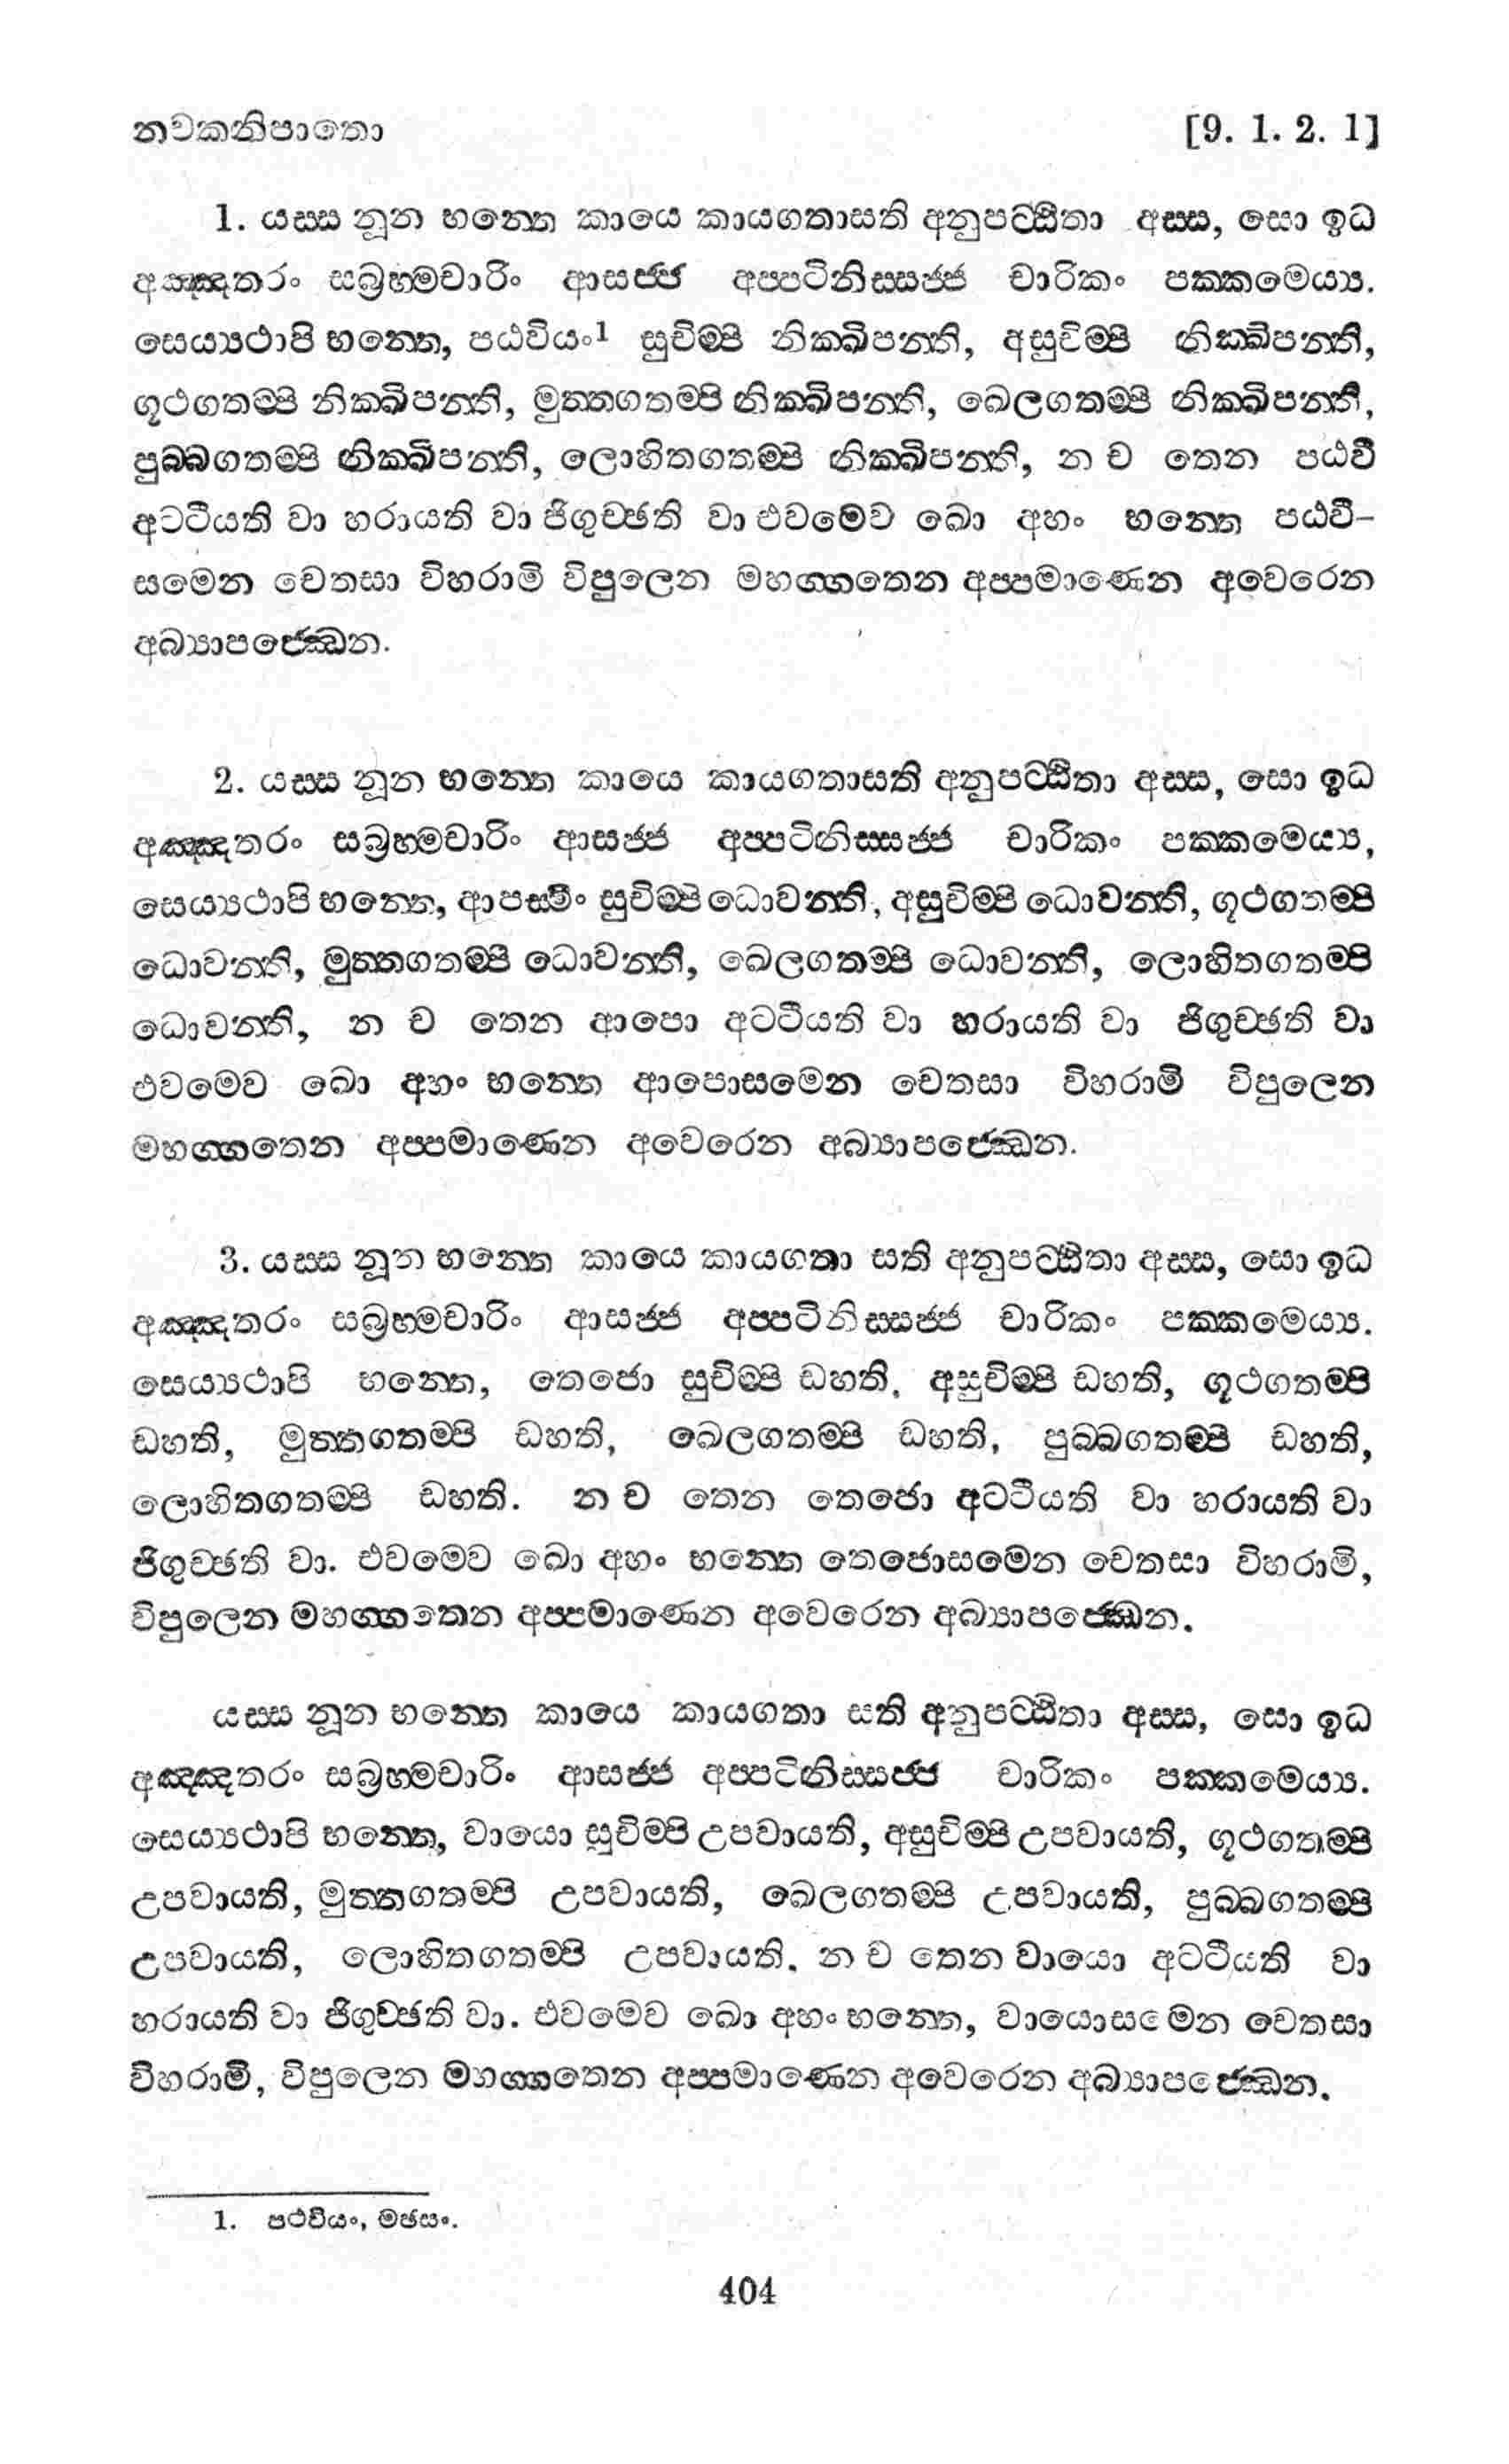 නවකනිපාතො [9. 1. 2. 1]
1. යස්ස නූන භන්තෙ කායෙ කායගතාසති අනුපට්ඨිතා අස්ස, සො ඉධ
අඤ්ඤතරං සබ්‍රහ්මචාරිං ආසජ්ජ අප්පටිනිස්සජ්ජ චාරිකං පක්කමෙය්‍ය.
සෙය්‍යථාපි භන්තෙ, පඨවියං1 සුචිම්පි නික්ඛිපන්ති, අසුචිම්පි නික්ඛිපන්ති,
ගූථගතම්පි නික්ඛිපන්ති, මුත්තගතම්පි නික්ඛිපන්ති, ඛෙලගතම්පි නික්ඛිපන්ති,
පුබ්බගතම්පි නික්ඛිපන්ති, ලොහිතගතම්පි නික්ඛිපන්ති, න ච තෙන පඨවී
අට්ටීයති වා හරායති වා ජිගුච්ඡති වා එවමෙව ඛො අහං භන්තෙ පඨවී-
සමෙන චෙතසා විහරාමි විපුලෙන මහග්ගතෙන අප්පමාණෙන අවෙරෙන
අබ්‍යාපජ්ඣෙන.
2. යස්ස නූන භන්තෙ කායෙ කායගතාසති අනුපට්ඨිතා අස්ස, සො ඉධ
අඤ්ඤතරං සබ්‍රහ්මචාරිං ආසජ්ජ අප්පටිනිස්සජ්ජ චාරිකං පක්කමෙය්‍ය,
සෙය්‍යථාපි භන්තෙ, ආපස්මිං සුචිම්පි ධොවන්ති, අසුචිම්පි ධොවන්ති, ගූථගතම්පි
ධොවන්ති, මුත්තගතම්පි ධොවන්ති, ඛෙලගතම්පි ධොවන්ති, ලොහිතගතම්පි
ධොවන්ති, න ච තෙන ආපො අට්ටීයති වා හරායති වා ජිගුච්ඡති වා
එවමෙව ඛො අහං භන්තෙ ආපොසමෙන චෙතසා විහරාමි විපුලෙන
මහග්ගතෙන අප්පමාණෙන අවෙරෙන අබ්‍යාපජ්ඣෙන.
3. යස්ස නූන භන්තෙ කායෙ කායගතා සති අනුපට්ඨිතා අස්ස, සො ඉධ
අඤ්ඤතරං සබ්‍රහ්මචාරිං ආසජ්ජ අප්පටිනිස්සජ්ජ චාරිකං පක්කමෙය්‍ය.
සෙය්‍යථාපි භන්තෙ, තෙජො සුචිම්පි ඩහති, අසුචිම්පි ඩහති, ගූථගතම්පි
ඩහති, මුත්තගතම්පි ඩහති, ඛෙලගතම්පි ඩහති, පුබ්බගතම්පි ඩහති,
ලොහිතගතම්පි ඩහති. න ච තෙන තෙජො අට්ටීයති වා හරායති වා
ජිගුච්ඡති වා. එවමෙව ඛො අහං භන්තෙ තෙජොසමෙන චෙතසා විහරාමි,
විපුලෙන මහග්ගතෙන අප්පමාණෙන අවෙරෙන අබ්‍යාපජ්ඣෙන.
යස්ස නූන භන්තෙ කායෙ කායගතා සති අනුපට්ඨිතා අස්ස, සො ඉධ
අඤ්ඤතරං සබ්‍රහ්මචාරිං ආසජ්ජ අප්පටිනිස්සජ්ජ චාරිකං පක්කමෙය්‍ය.
සෙය්‍යථාපි භන්තෙ, වායො සුචිම්පි උපවායති, අසුචිම්පි උපවායති, ගූථගතම්පි
උපවායති, මුත්තගතම්පි උපවායති, ඛෙලගතම්පි උපවායති, පුබ්බගතම්පි
උපවායති, ලොහිතගතම්පි උපවායති. න ච තෙන වායො අට්ටීයති වා
හරායති වා ජිගුච්ඡති වා. එවමෙව ඛො අහං භන්තෙ, වායොසමෙන චෙතසා
විහරාමි, විපුලෙන මහග්ගතෙන අප්පමාණෙන අවෙරෙන අබ්‍යාපජ්ඣෙන.
1. පථවියං, මඡසං.
404